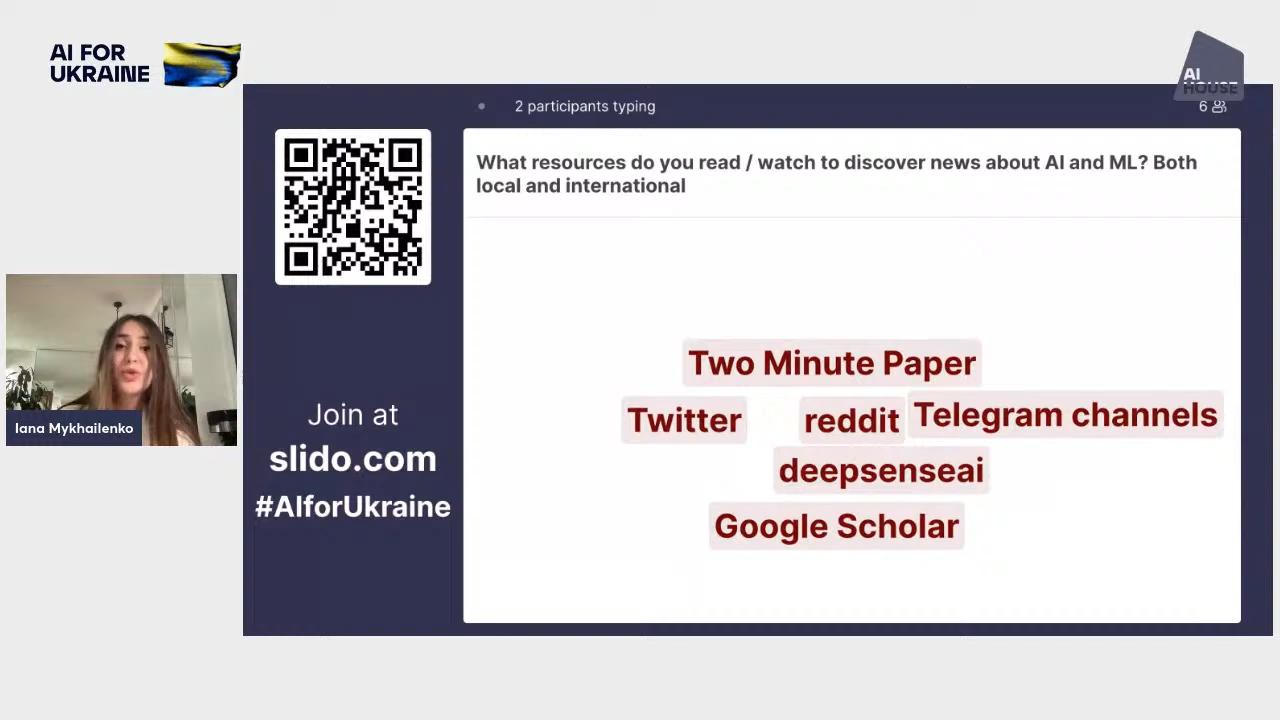 AI FOR
UKRAINE
AI
HOUSE
2 participants typing
6
What resources do you read / watch to discover news about AI and ML? Both
local and international
Iana Mykhailenko
Join at
slido.com
#AIforUkraine
Two Minute Paper
Twitter
reddit
Telegram channels
deepsenseai
Google Scholar